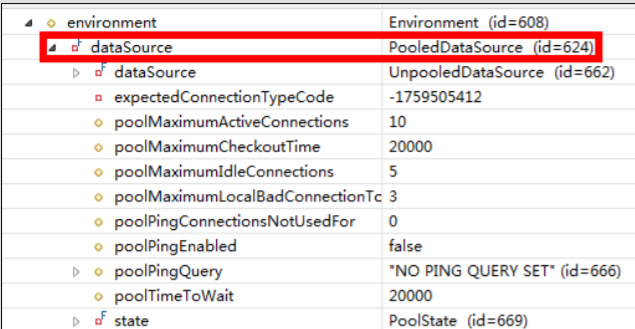 environment Environment (id=608)
dataSource PooledDataSource (id=624)
dataSource UnpooledDataSource (id=662)
expectedConnectionTypeCode -1759505412
poolMaximumActiveConnections 10
poolMaximumCheckoutTime 20000
poolMaximumIdleConnections 5
poolMaximumLocalBadConnectionTo 3
poolPingConnectionsNotUsedFor 0
poolPingEnabled false
poolPingQuery "NO PING QUERY SET" (id=666)
poolTimeToWait 20000
state PoolState (id=669)